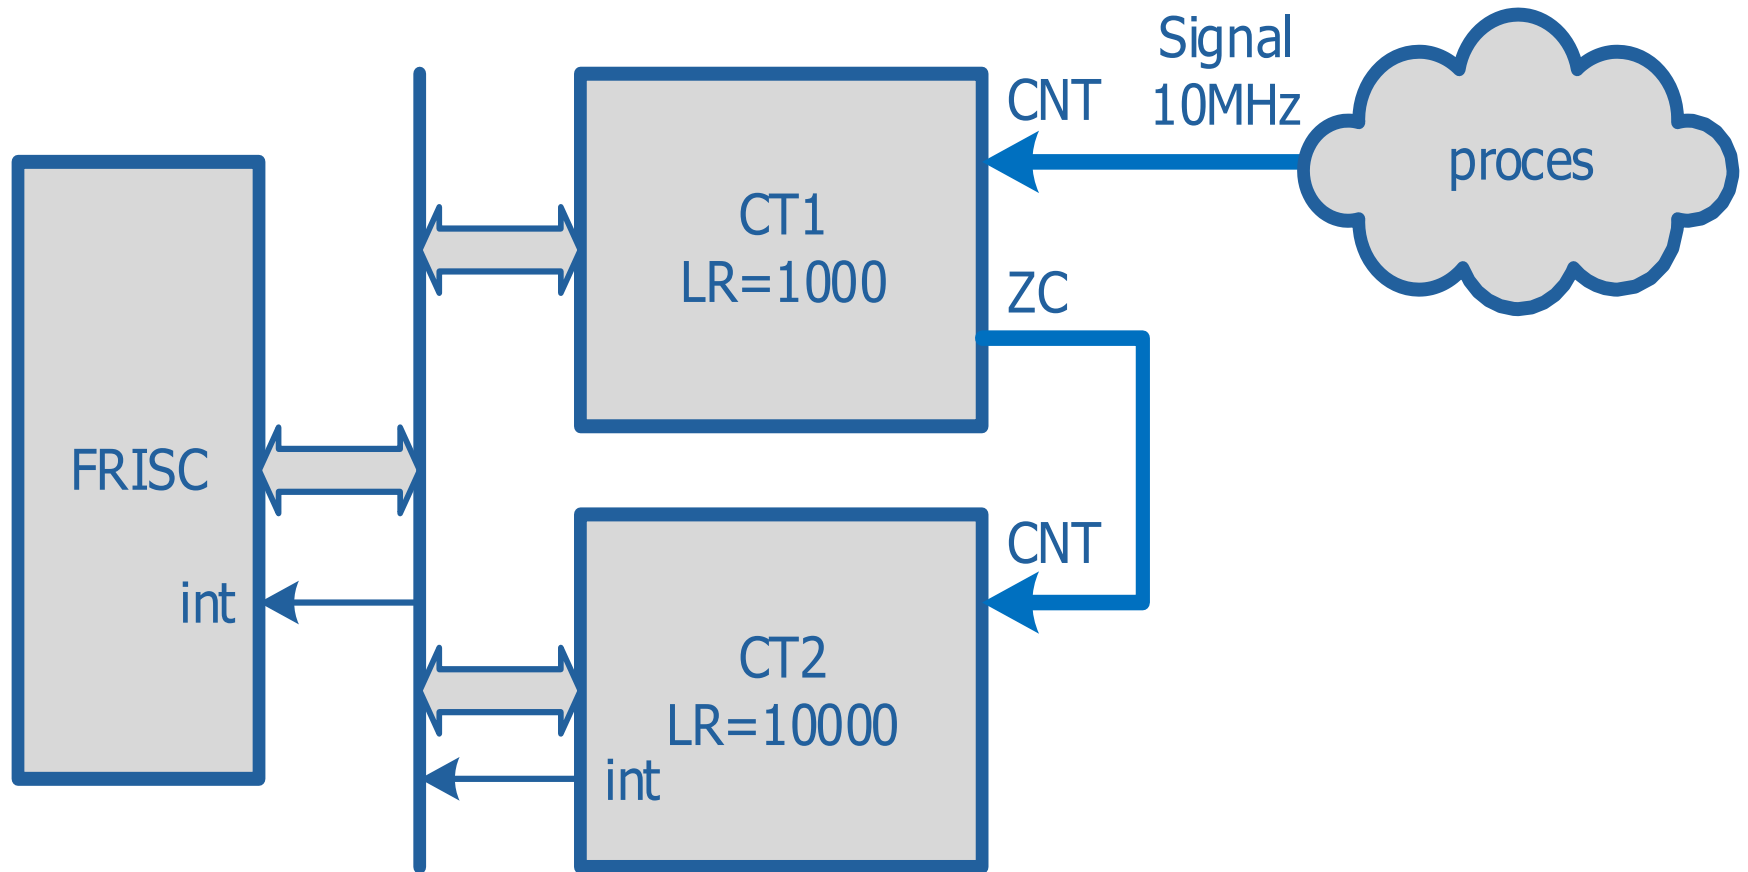 Signal
10MHz
CNT
proces
CT1
LR=1000
ZC
FRISC
CNT
int
CT2
LR=10000
int